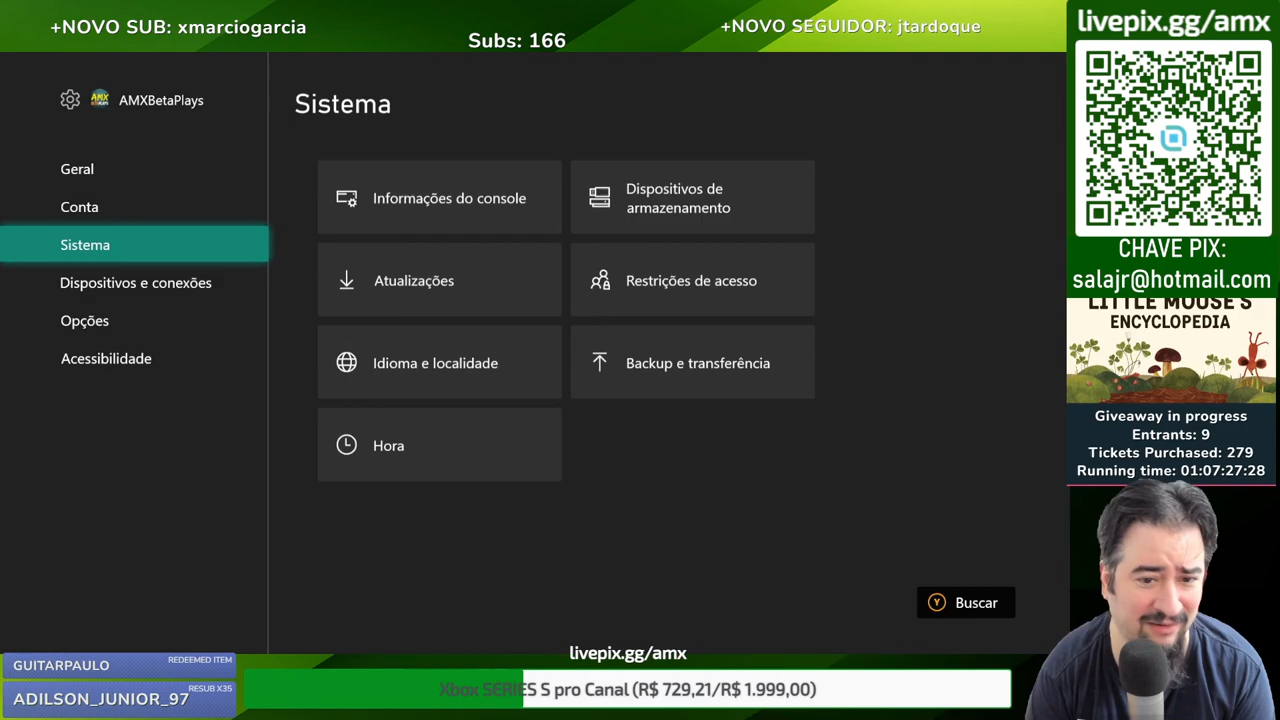 +NOVO SUB: xmarciogarcia
Subs: 166
+NOVO SEGUIDOR: jtardoque
livepix.gg/amx
AMX
AMXBetaPlays
Sistema
Geral
Conta
Sistema
Dispositivos e conexões
Opções
Acessibilidade
Informações do console
Dispositivos de
armazenamento
Atualizações
Restrições de acesso
Idioma e localidade
Backup e transferência
Hora
Y Buscar
CHAVE PIX:
salajr@hotmail.com
LITTLE MOUSE'S
ENCYCLOPEDIA
Giveaway in progress
Entrants: 9
Tickets Purchased: 279
Running time: 01:07:27:28
livepix.gg/amx
GUITARPAULO
REDEEMED ITEM
ADILSON_JUNIOR_97
RESUB X35
Xbox SERIES S pro Canal (R$ 729,21/R$ 1.999,00)